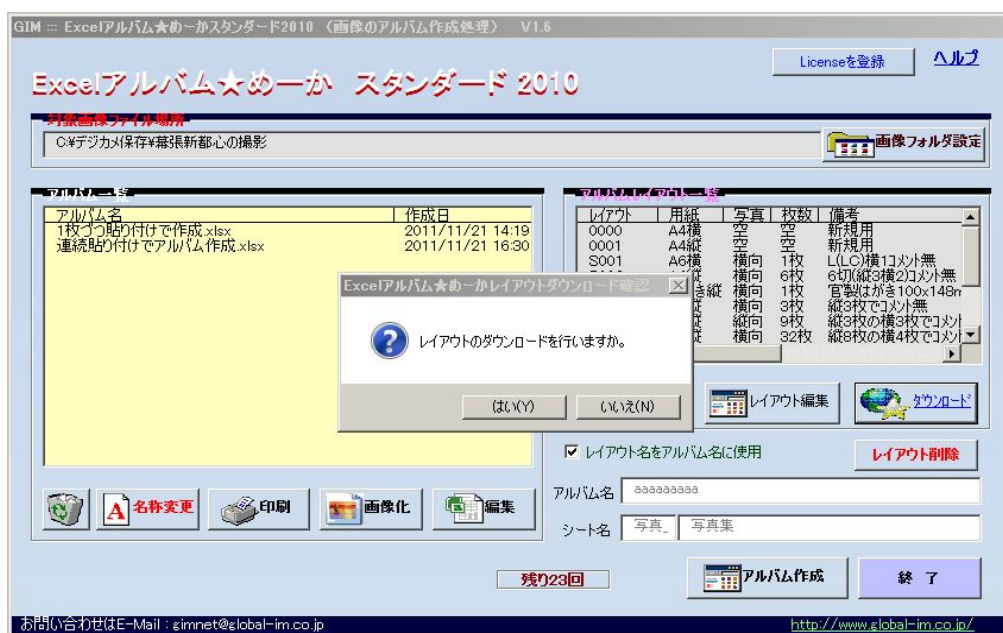 GIM ::: Excelアルバム★めーかスタンダード2010 （画像のアルバム作成処理） V1.6
Licenseを登録 ヘルプ
Excelアルバム★めーか スタンダード 2010
対象画像ファイル場所
C:¥デジカメ保存¥幕張新都心の撮影
画像フォルダ設定
アルバム一覧
アルバム名 作成日
1枚づつ貼り付けで作成.xlsx 2011/11/21 14:19
連続貼り付けでアルバム作成.xlsx 2011/11/21 16:30
アルバムレイアウト一覧
レイアウト 用紙 写真 枚数 備考
0000 A4横 空 空 新規用
0001 A4縦 空 空 新規用
S001 A6横 横向 1枚 L(LC)横1コメント無
横向 6枚 6切(縦3横2)コメント無
き縦 横向 1枚 官製はがき100x148m
横向 3枚 縦3枚でコメント無
縦向 9枚 縦3枚の横3枚でコメント
横向 32枚 縦8枚の横4枚でコメント
Excelアルバム★めーかレイアウトダウンロード確認
レイアウトのダウンロードを行いますか。
はい(Y) いいえ(N)
レイアウト編集 ダウンロード
レイアウト名をアルバム名に使用
レイアウト削除
アルバム名 aaaaaaaaa
シート名 写真_ 写真集
名称変更 印刷 画像化 編集
残り23回
アルバム作成 終 了
お問い合わせはE-Mail : gimnet@global-im.co.jp http://www.global-im.co.jp/